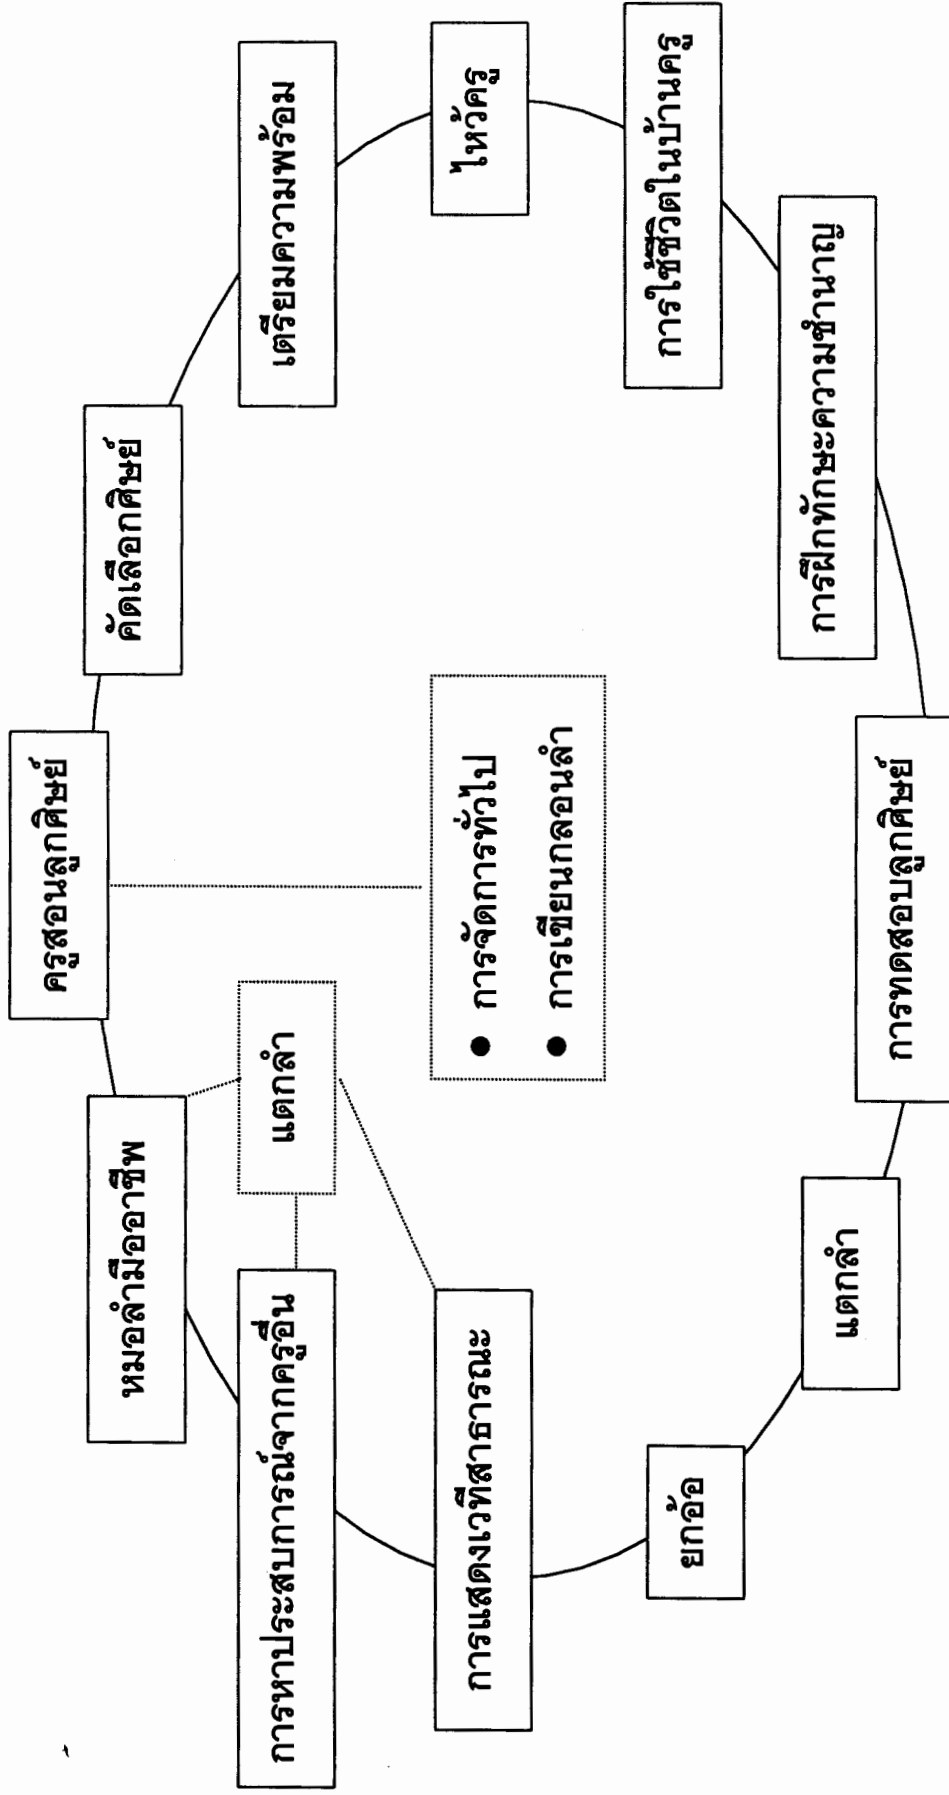 ครูสอนลูกศิษย์
คัดเลือกศิษย์
เตรียมความพร้อม
ไหว้ครู
การใช้ชีวิตในบ้านครู
การฝึกทักษะความชำนาญ
การทดสอบลูกศิษย์
แตกลำ
ยกอ้อ
การแสดงเวทีสาธารณะ
การหาประสบการณ์จากครูอื่น
หมอลำมืออาชีพ
แตกลำ
● การจัดการทั่วไป
● การเขียนกลอนลำ